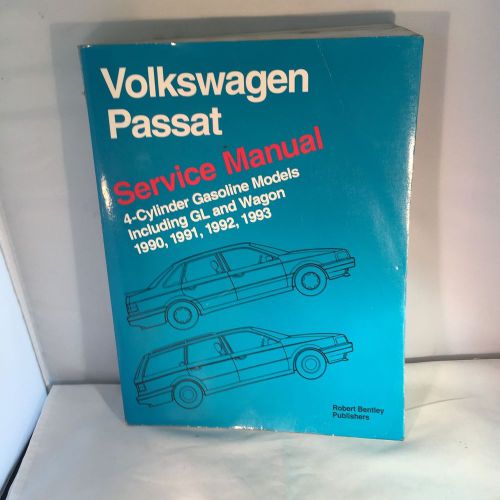 Volkswagen
Passat
Service Manual
4-Cylinder Gasoline Models
Including GL and Wagon
1990, 1991, 1992, 1993
Robert Bentley
Publishers